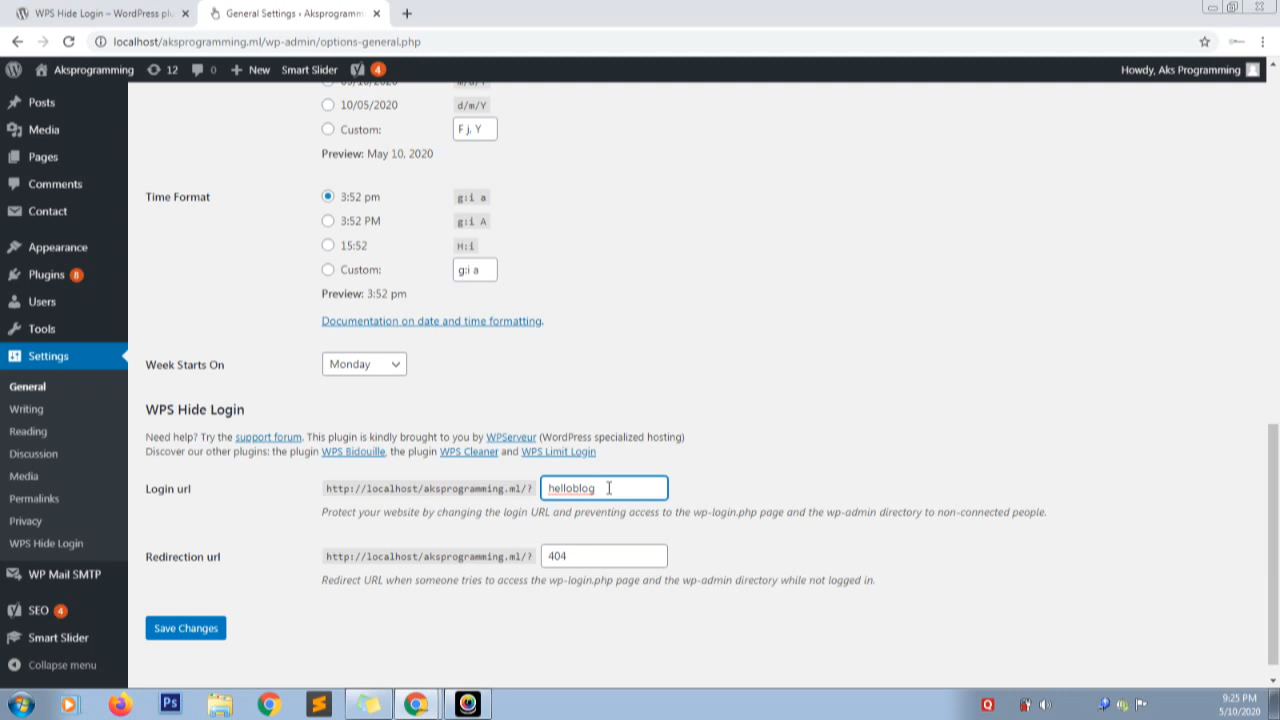 WPS Hide Login – WordPress plu
General Settings ‹ Aksprogramm
localhost/aksprogramming.ml/wp-admin/options-general.php
Aksprogramming 12 0 New Smart Slider 4 Howdy, Aks Programming
Posts
Media
Pages
Comments
Contact
Appearance
Plugins 8
Users
Tools
Settings
General
Writing
Reading
Discussion
Media
Permalinks
Privacy
WPS Hide Login
WP Mail SMTP
SEO 4
Smart Slider
Collapse menu
10/05/2020 d/m/Y
Custom: F j, Y
Preview: May 10, 2020
Time Format
3:52 pm g:i a
3:52 PM g:i A
15:52 H:i
Custom: g:i a
Preview: 3:52 pm
Documentation on date and time formatting.
Week Starts On Monday
WPS Hide Login
Need help? Try the support forum. This plugin is kindly brought to you by WPServeur (WordPress specialized hosting)
Discover our other plugins: the plugin WPS Bidouille, the plugin WPS Cleaner and WPS Limit Login
Login url http://localhost/aksprogramming.ml/? helloblog
Protect your website by changing the login URL and preventing access to the wp-login.php page and the wp-admin directory to non-connected people.
Redirection url http://localhost/aksprogramming.ml/? 404
Redirect URL when someone tries to access the wp-login.php page and the wp-admin directory while not logged in.
Save Changes
Ps
9:25 PM
5/10/2020